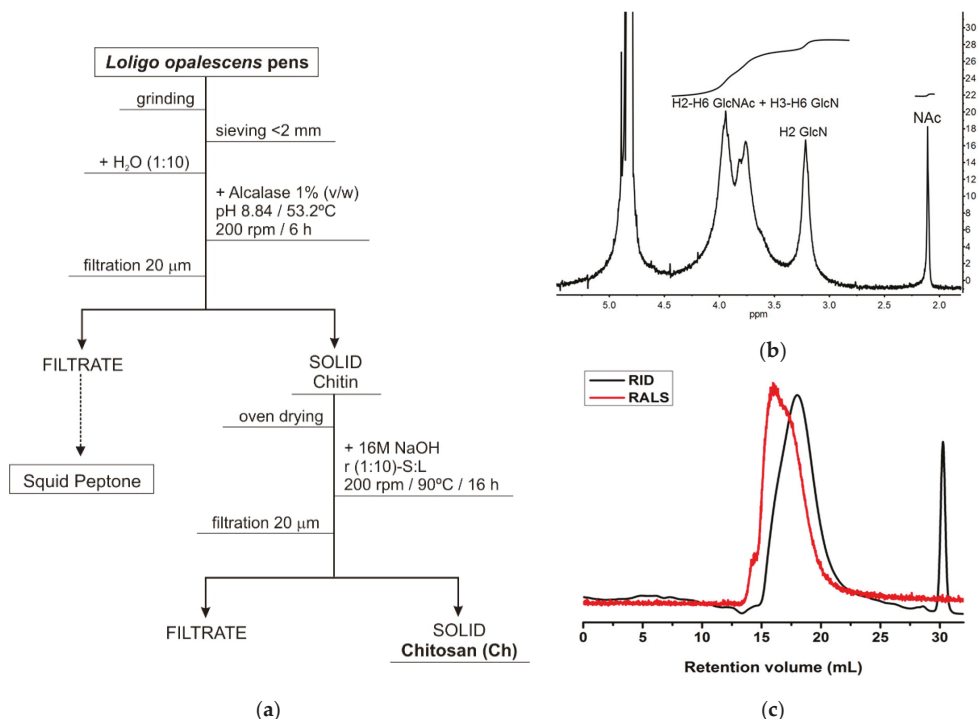 Loligo opalescens pens
grinding
sieving <2 mm
+ H₂O (1:10)
+ Alcalase 1% (v/w)
pH 8.84 / 53.2ºC
200 rpm / 6 h
filtration 20 μm
FILTRATE
SOLID
Chitin
oven drying
Squid Peptone
+ 16M NaOH
r (1:10)-S:L
200 rpm / 90ºC / 16 h
filtration 20 μm
FILTRATE
SOLID
Chitosan (Ch)
(a)
30
28
26
24
22
20
18
16
14
12
10
8
6
4
2
0
H2-H6 GlcNAc + H3-H6 GlcN
H2 GlcN
NAc
5.0 4.0 3.5 3.0 2.5 2.0
ppm
(b)
RID
RALS
0 5 10 15 20 25 30
Retention volume (mL)
(c)